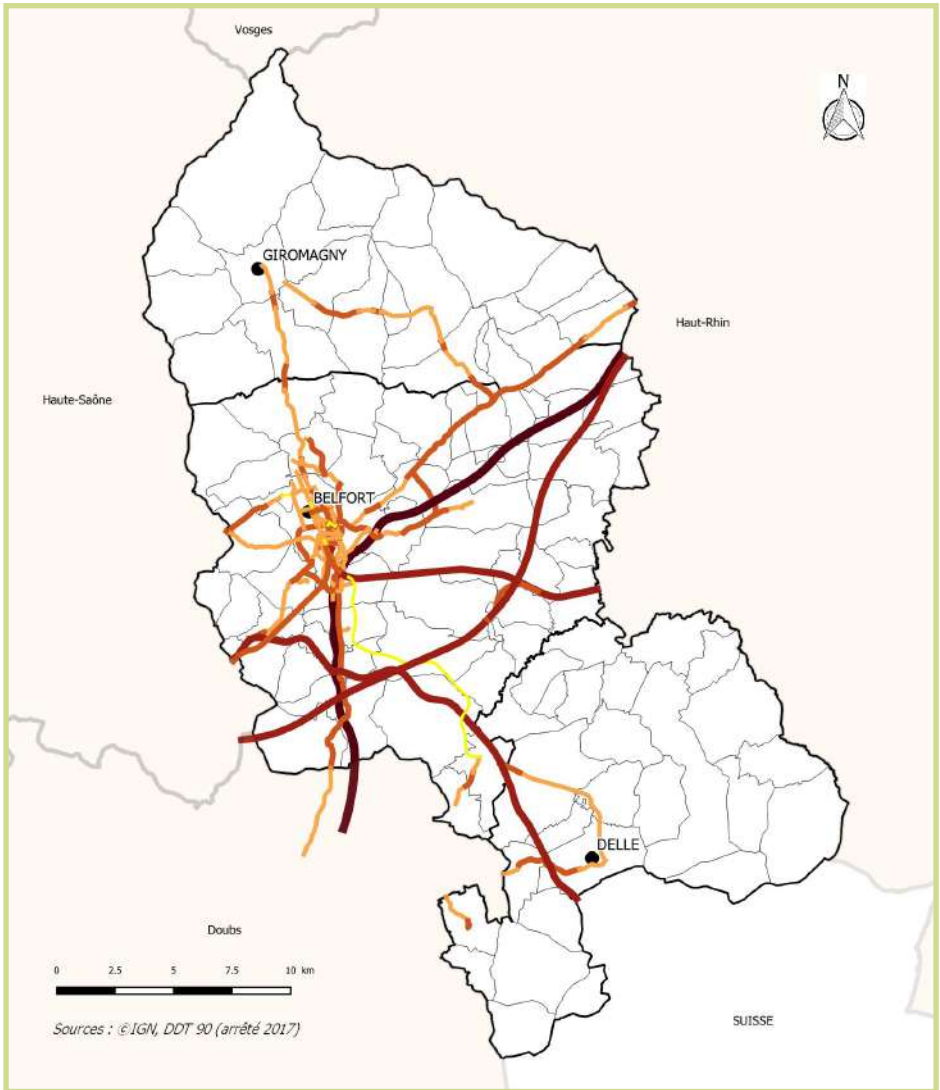 Vosges
N
GIROMAGNY
Haut-Rhin
Haute-Saône
BELFORT
DELLE
Doubs
0 2.5 5 7.5 10 km
Sources : ©IGN, DDT 90 (arrêté 2017)
SUISSE